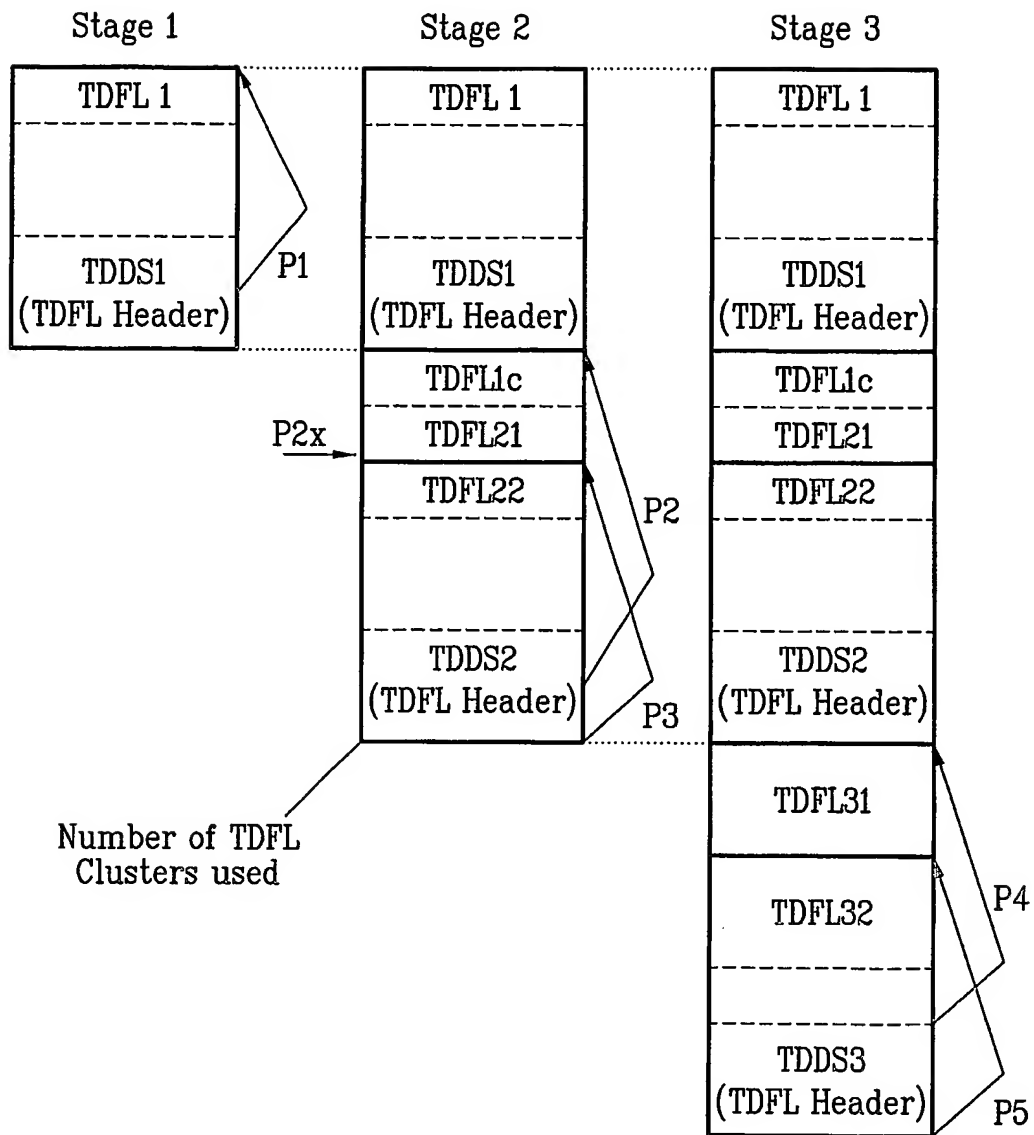 Stage 1
Stage 2
Stage 3
TDFL 1
TDDS1
(TDFL Header)
P1
TDFL 1
TDDS1
(TDFL Header)
TDFL1c
TDFL21
P2x
TDFL22
TDDS2
(TDFL Header)
P2
P3
Number of TDFL
Clusters used
TDFL 1
TDDS1
(TDFL Header)
TDFL1c
TDFL21
TDFL22
TDDS2
(TDFL Header)
TDFL31
TDFL32
TDDS3
(TDFL Header)
P4
P5